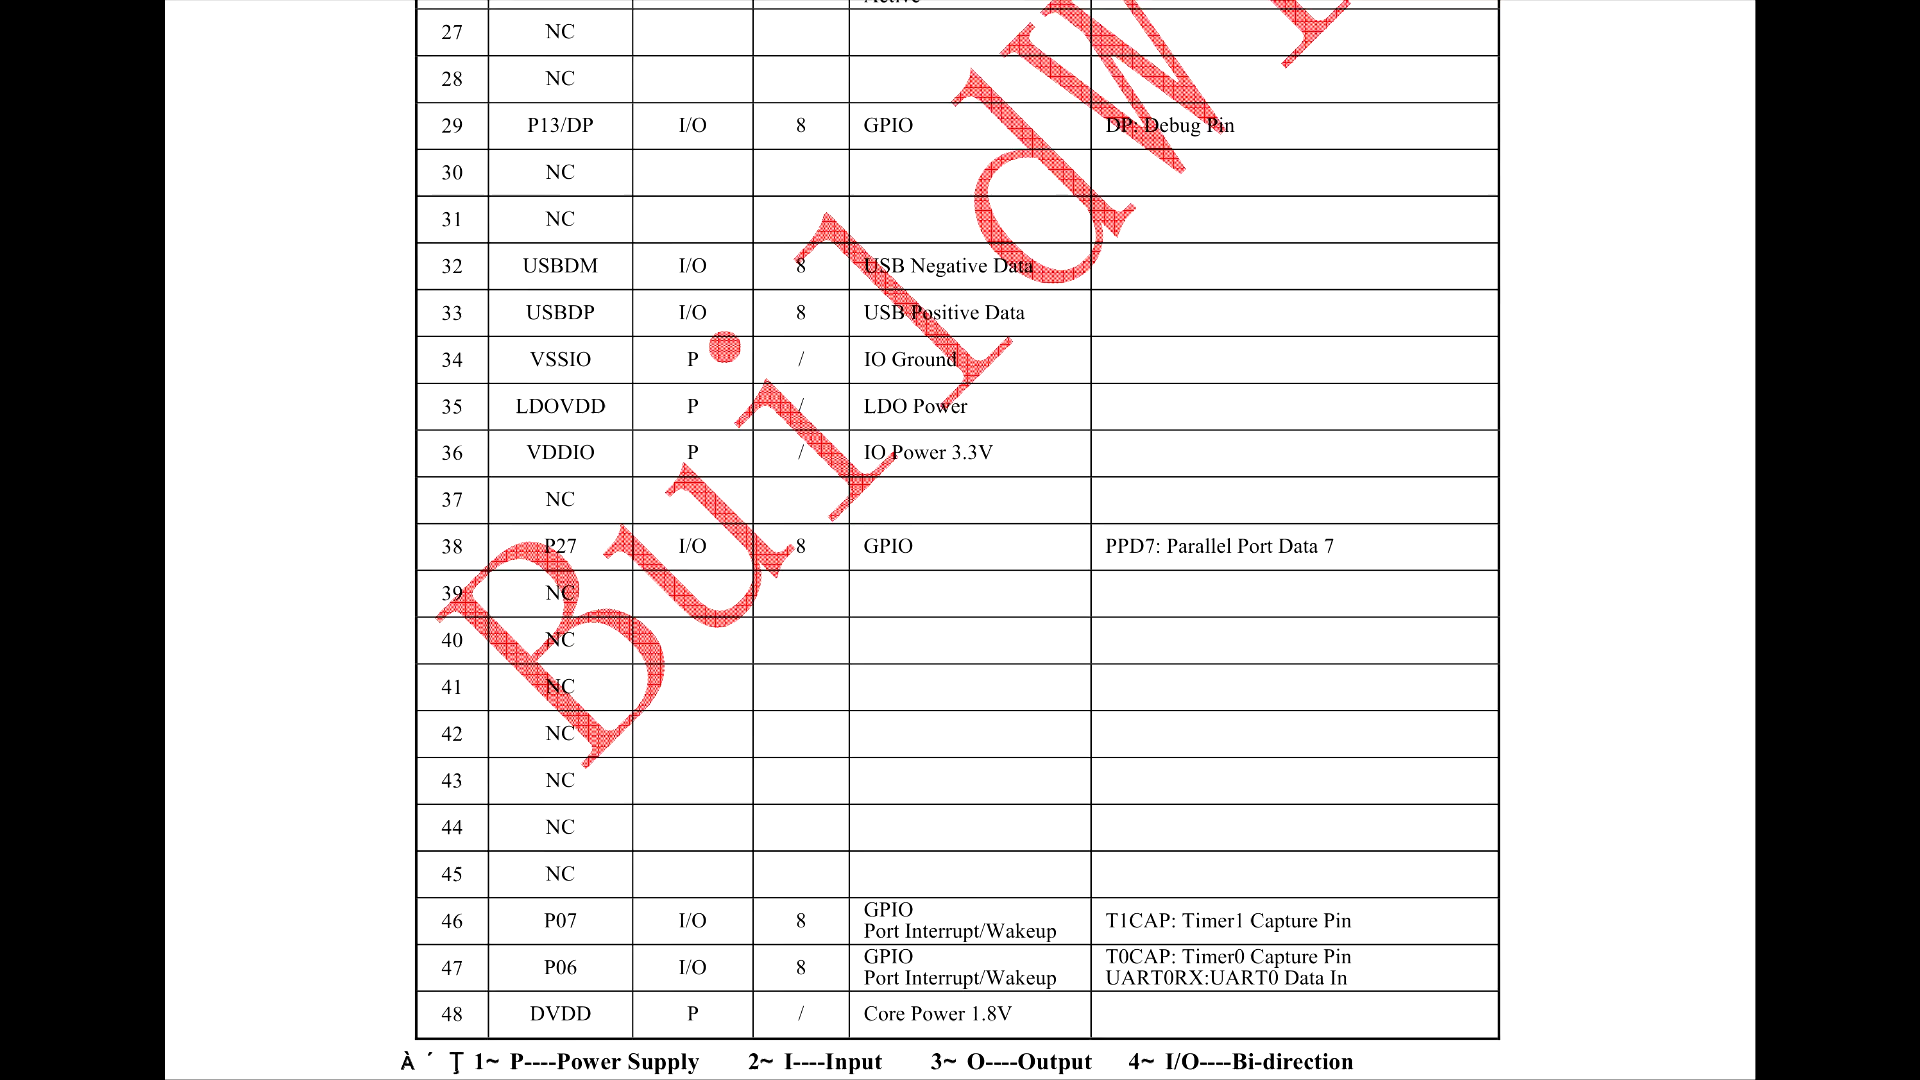 27 NC
28 NC
29 P13/DP I/O 8 GPIO DP: Debug Pin
30 NC
31 NC
32 USBDM I/O 8 USB Negative Data
33 USBDP I/O 8 USB Positive Data
34 VSSIO P / IO Ground
35 LDOVDD P / LDO Power
36 VDDIO P / IO Power 3.3V
37 NC
38 P27 I/O 8 GPIO PPD7: Parallel Port Data 7
39 NC
40 NC
41 NC
42 NC
43 NC
44 NC
45 NC
46 P07 I/O 8 GPIO
Port Interrupt/Wakeup T1CAP: Timer1 Capture Pin
47 P06 I/O 8 GPIO
Port Interrupt/Wakeup T0CAP: Timer0 Capture Pin
UART0RX:UART0 Data In
48 DVDD P / Core Power 1.8V
1~ P----Power Supply 2~ I----Input 3~ O----Output 4~ I/O----Bi-direction
BuildW